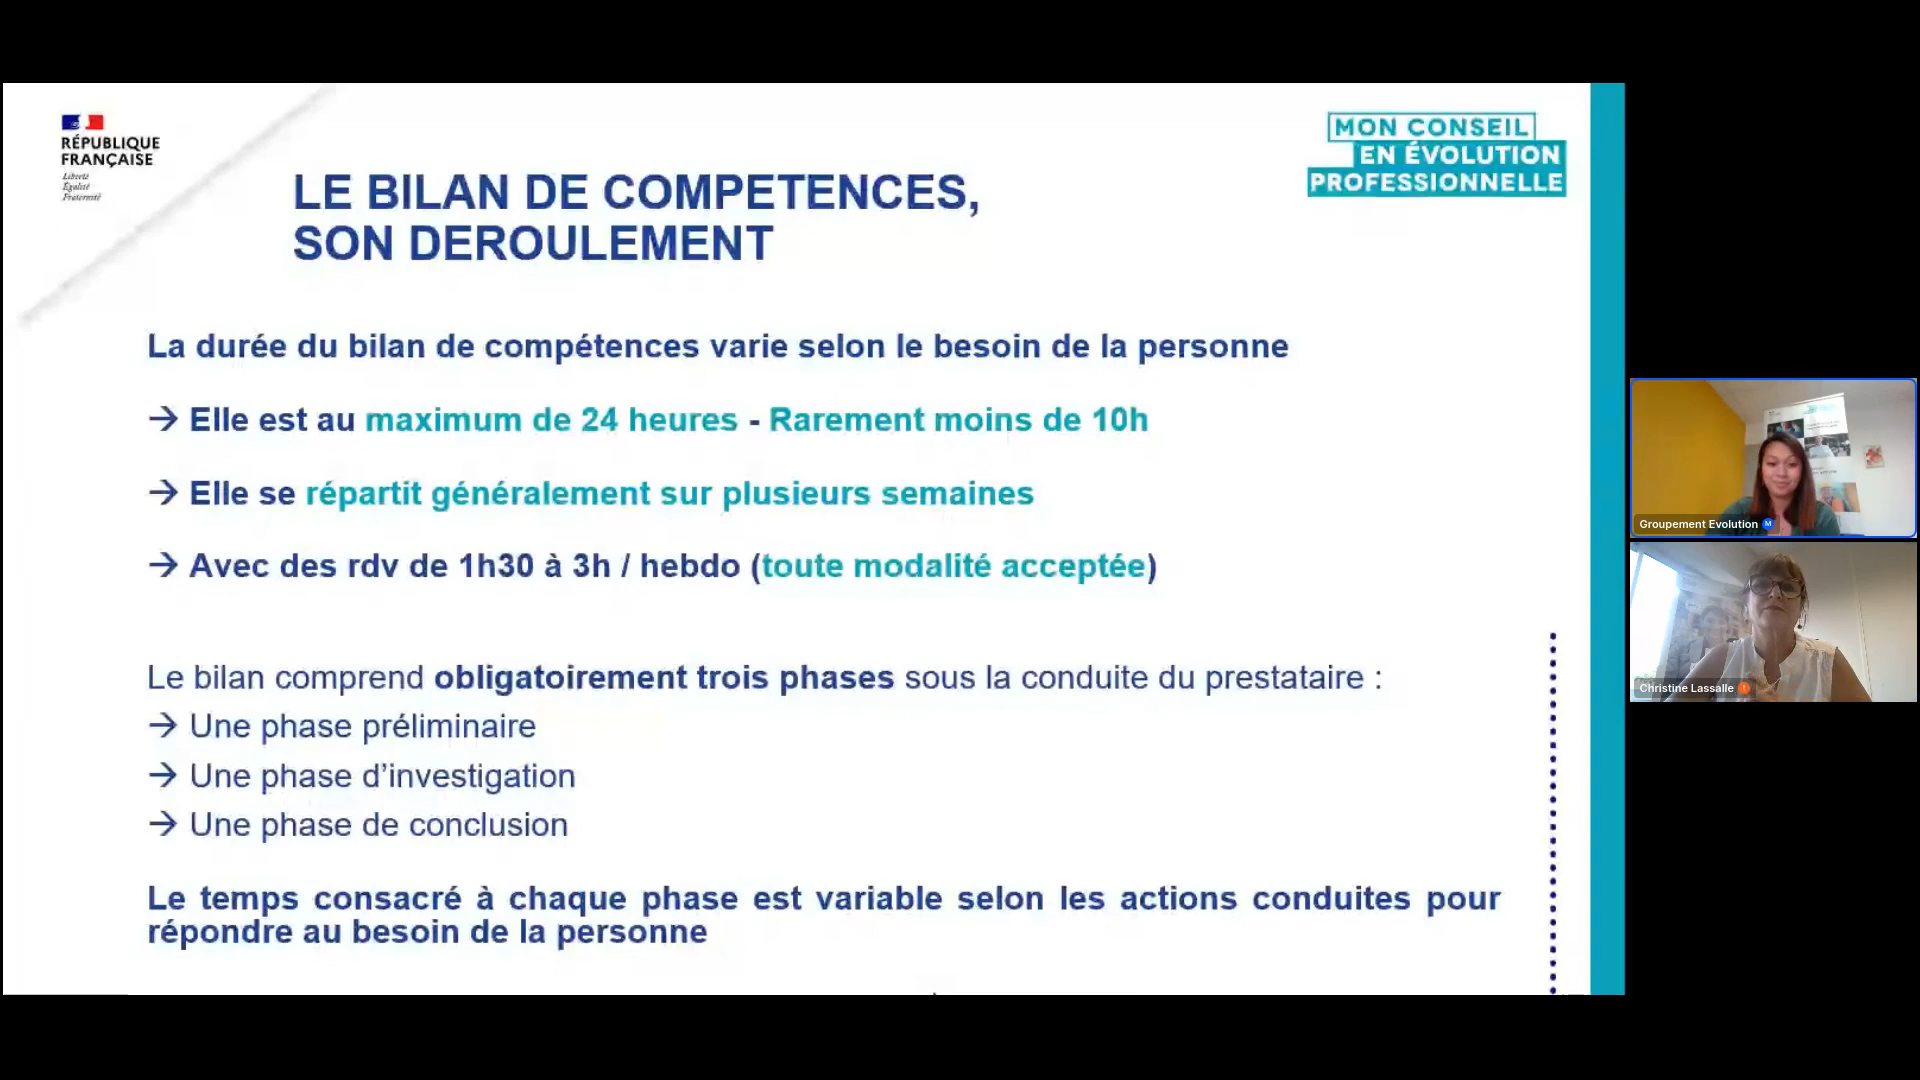 RÉPUBLIQUE
FRANÇAISE
Liberté
Égalité
Fraternité
MON CONSEIL
EN ÉVOLUTION
PROFESSIONNELLE
LE BILAN DE COMPETENCES,
SON DEROULEMENT
La durée du bilan de compétences varie selon le besoin de la personne
→ Elle est au maximum de 24 heures - Rarement moins de 10h
→ Elle se répartit généralement sur plusieurs semaines
→ Avec des rdv de 1h30 à 3h / hebdo (toute modalité acceptée)
Le bilan comprend obligatoirement trois phases sous la conduite du prestataire :
→ Une phase préliminaire
→ Une phase d’investigation
→ Une phase de conclusion
Le temps consacré à chaque phase est variable selon les actions conduites pour
répondre au besoin de la personne
Groupement Evolution M
Christine Lassalle